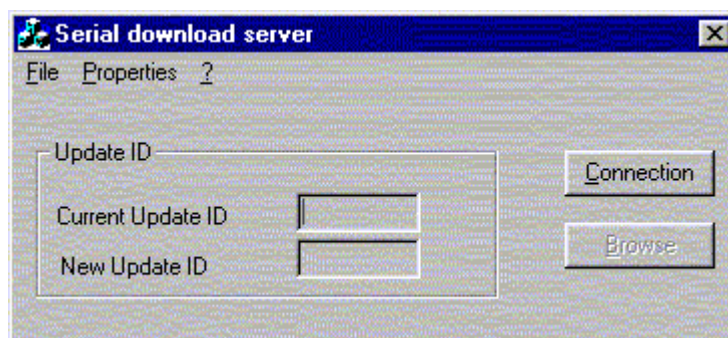 Serial download server
File Properties ?
Update ID
Connection
Current Update ID
Browse
New Update ID